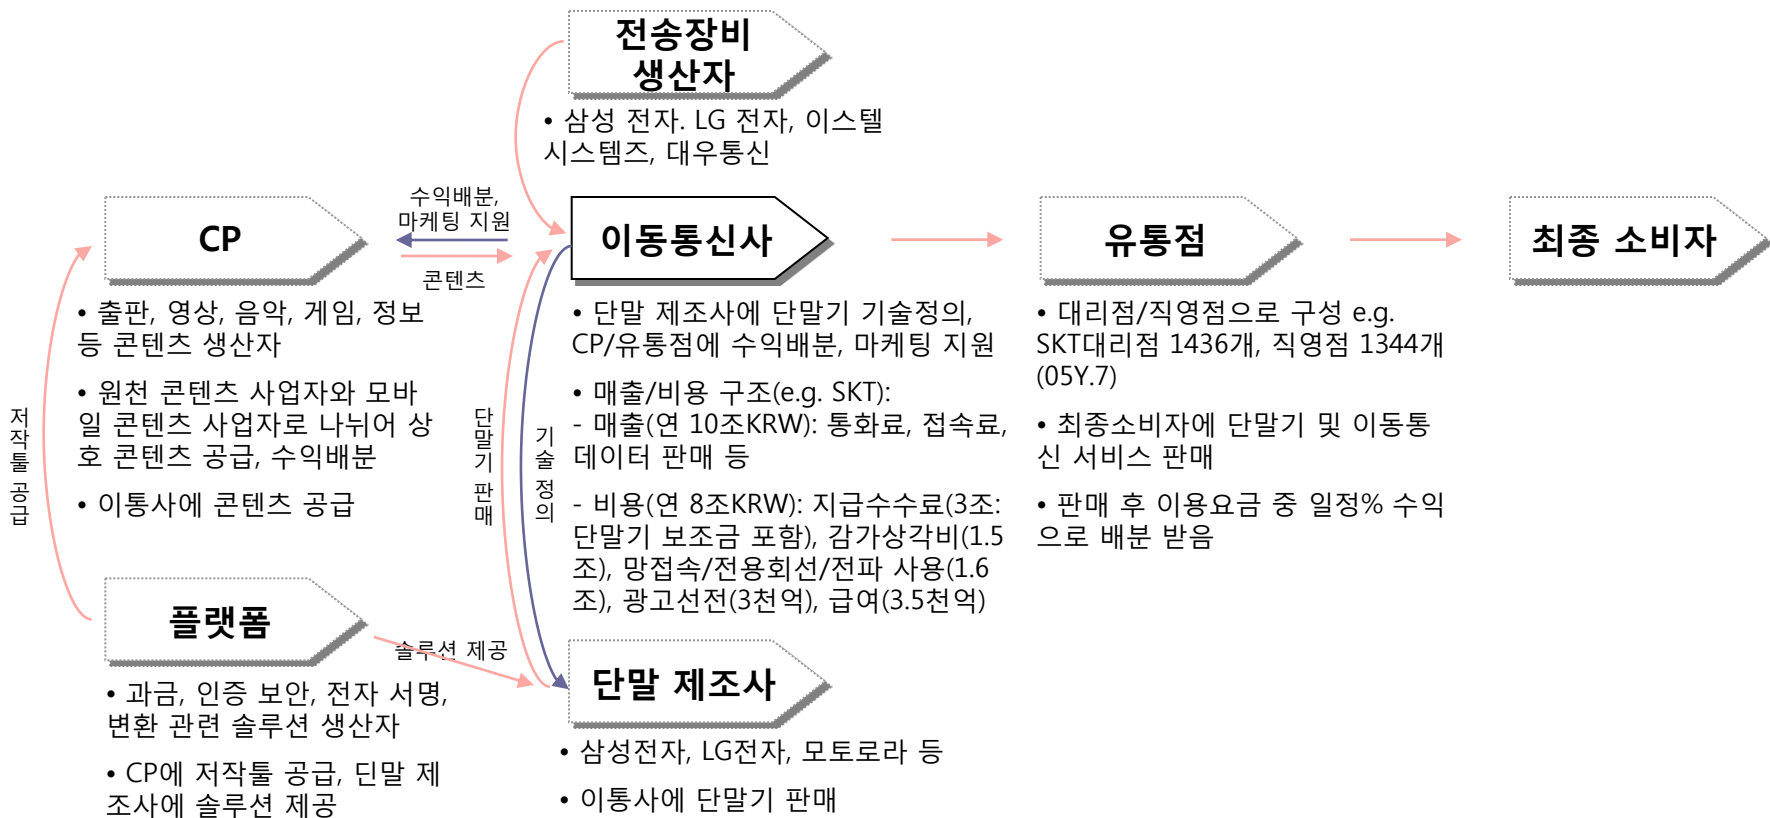 전송장비
생산자
• 삼성 전자. LG 전자, 이스텔
시스템즈, 대우통신
CP
수익배분,
마케팅 지원
콘텐츠
이동통신사
유통점
최종 소비자
• 출판, 영상, 음악, 게임, 정보
등 콘텐츠 생산자
• 원천 콘텐츠 사업자와 모바
일 콘텐츠 사업자로 나뉘어 상
호 콘텐츠 공급, 수익배분
• 이통사에 콘텐츠 공급
저작툴 공급
단말기 판매
기술 정의
• 단말 제조사에 단말기 기술정의,
CP/유통점에 수익배분, 마케팅 지원
• 매출/비용 구조(e.g. SKT):
- 매출(연 10조KRW): 통화료, 접속료,
데이터 판매 등
- 비용(연 8조KRW): 지급수수료(3조:
단말기 보조금 포함), 감가상각비(1.5
조), 망접속/전용회선/전파 사용(1.6
조), 광고선전(3천억), 급여(3.5천억)
• 대리점/직영점으로 구성 e.g.
SKT대리점 1436개, 직영점 1344개
(05Y.7)
• 최종소비자에 단말기 및 이동통
신 서비스 판매
• 판매 후 이용요금 중 일정% 수익
으로 배분 받음
플랫폼
솔루션 제공
• 과금, 인증 보안, 전자 서명,
변환 관련 솔루션 생산자
• CP에 저작툴 공급, 딘말 제
조사에 솔루션 제공
단말 제조사
• 삼성전자, LG전자, 모토로라 등
• 이통사에 단말기 판매